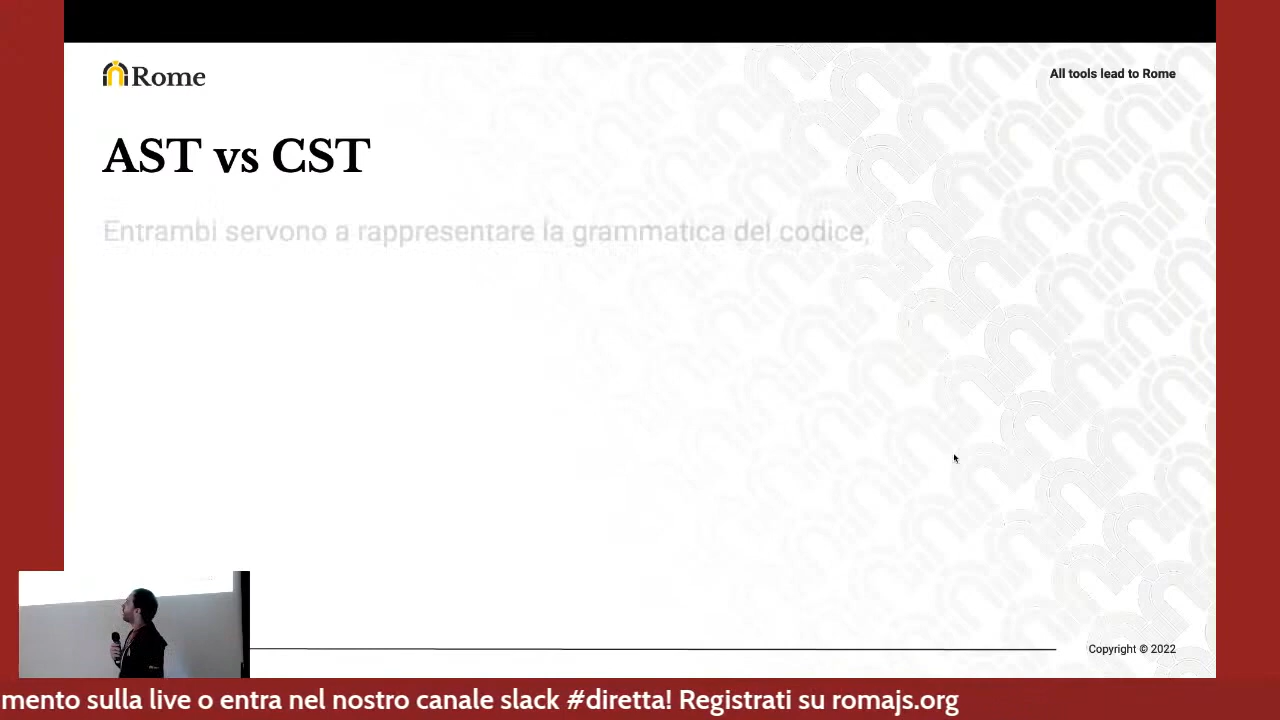 Rome
All tools lead to Rome
AST vs CST
Entrambi servono a rappresentare la grammatica del codice,
Copyright © 2022
mento sulla live o entra nel nostro canale slack #diretta! Registrati su romajs.org